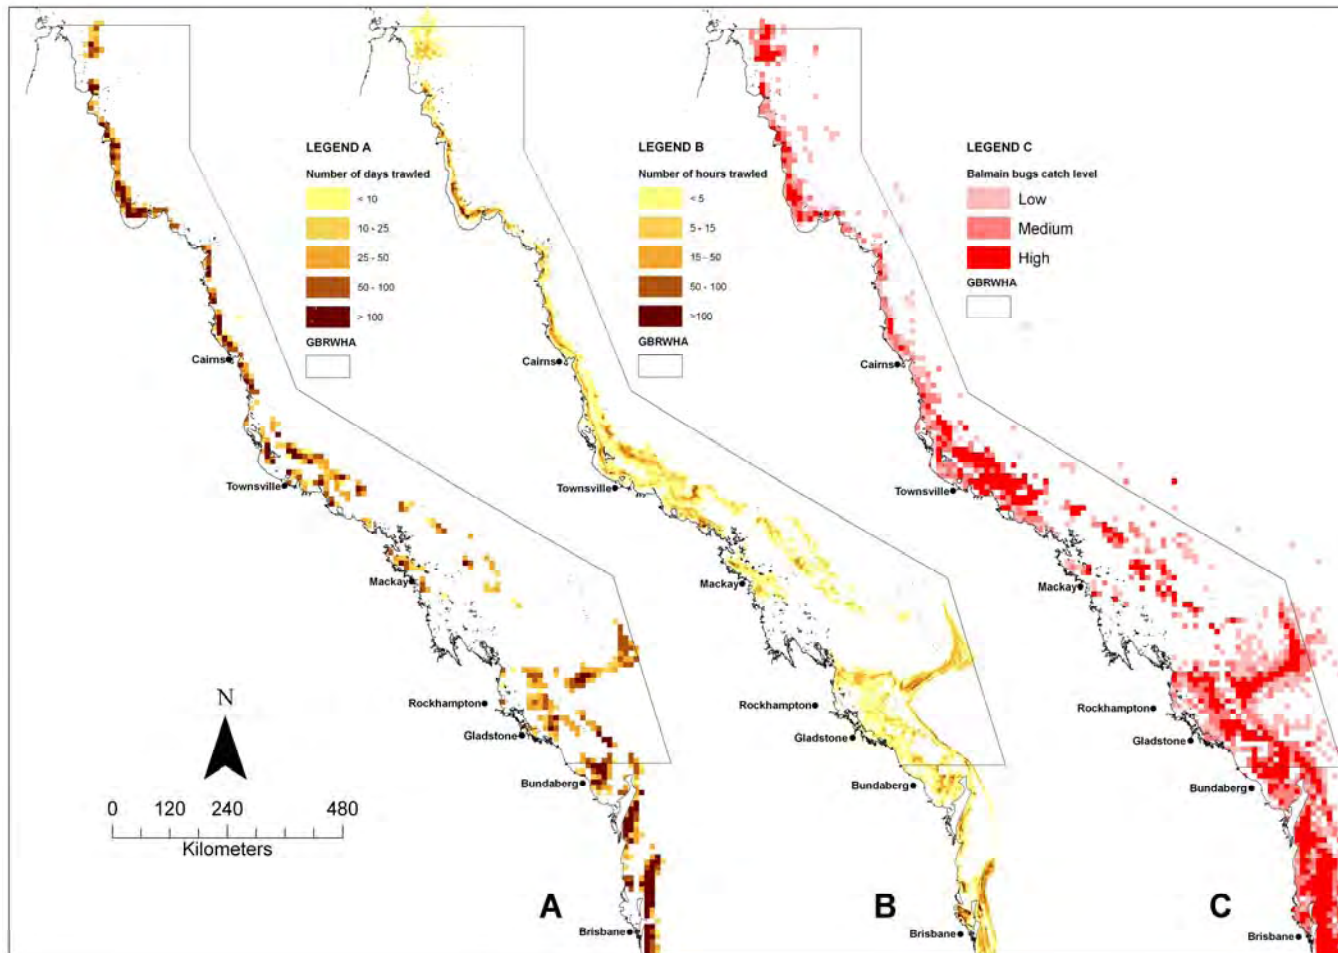 LEGEND A
Number of days trawled
< 10
10 - 25
25 - 50
50 - 100
> 100
GBRWHA
LEGEND B
Number of hours trawled
< 5
5 - 15
15 - 50
50 - 100
>100
GBRWHA
LEGEND C
Balmain bugs catch level
Low
Medium
High
GBRWHA
Cairns
Townsville
Mackay
Rockhampton
Gladstone
Bundaberg
Brisbane
A
Cairns
Townsville
Mackay
Rockhampton
Gladstone
Bundaberg
Brisbane
B
Cairns
Townsville
Mackay
Rockhampton
Gladstone
Bundaberg
Brisbane
C
N
0 120 240 480
Kilometers